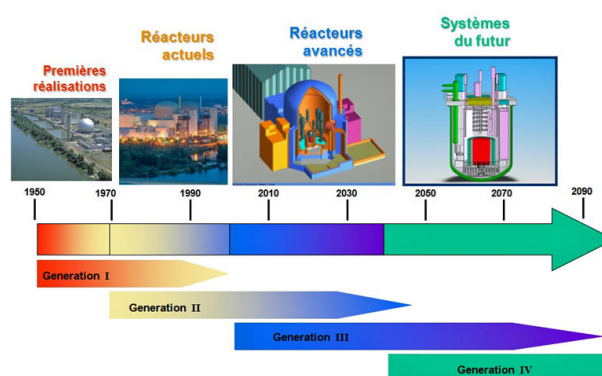 Premières
réalisations
Réacteurs
actuels
Réacteurs
avancés
Systèmes
du futur
1950
1970
1990
2010
2030
2050
2070
2090
Generation I
Generation II
Generation III
Generation IV